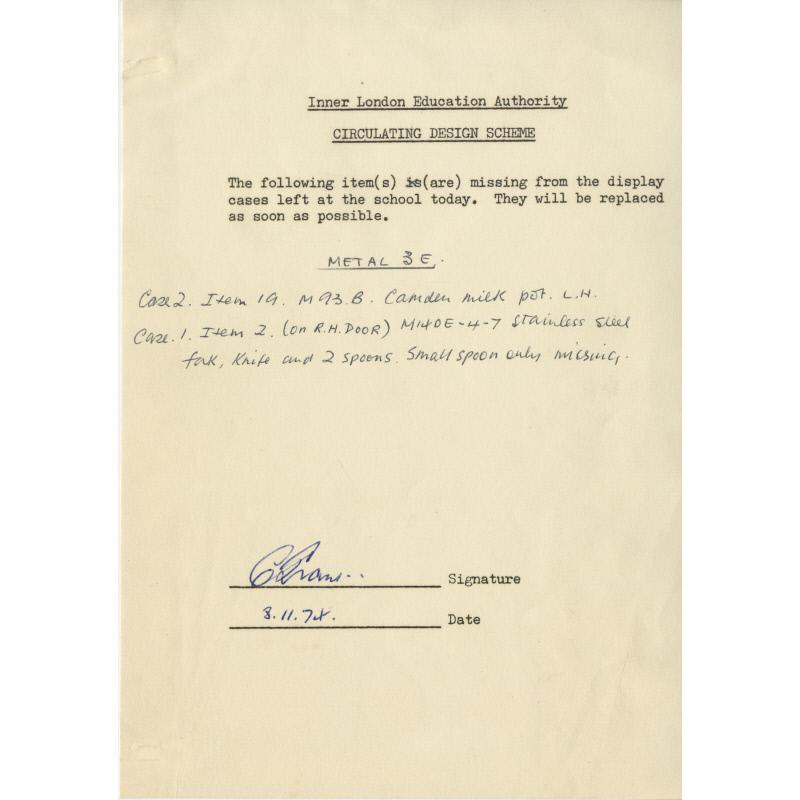 Inner London Education Authority
CIRCULATING DESIGN SCHEME
The following item(s) is(are) missing from the display
cases left at the school today. They will be replaced
as soon as possible.
METAL 3E.
Case 2. Item 19. M93.B. Camden milk pot. L.H.
Case.1. Item 2. (on R.H. DOOR) M140E-4-7 Stainless steel
fork, Knife and 2 spoons. Small spoon only missing.
Signature
8.11.74. Date